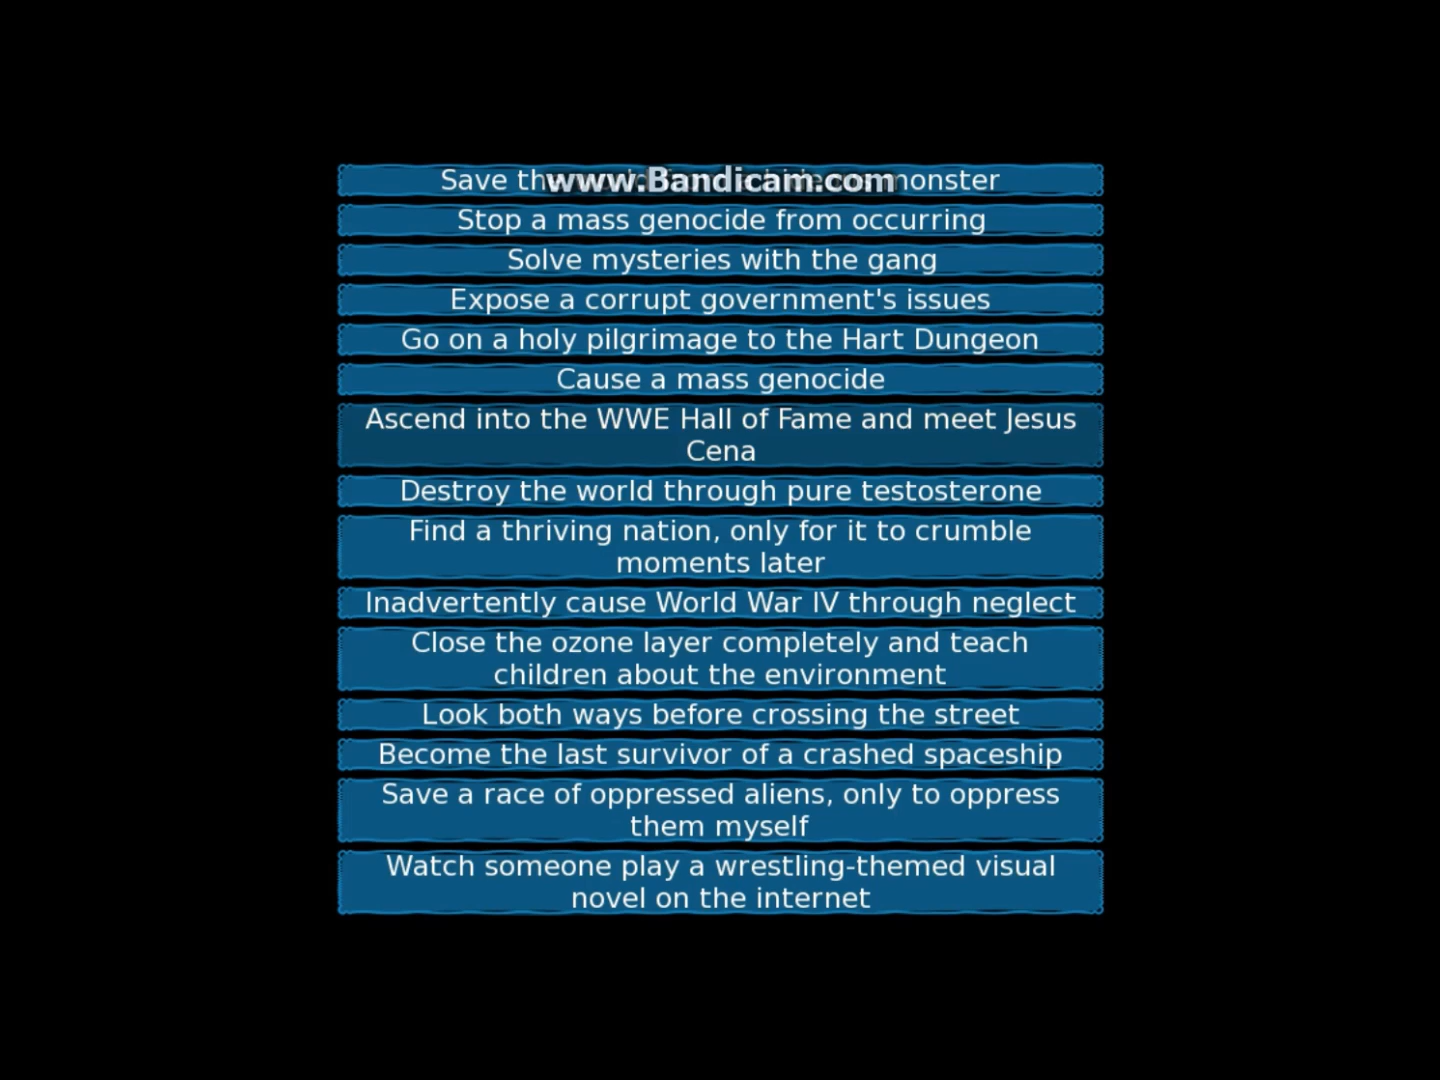 Save th www.Bandicam.com monster
Stop a mass genocide from occurring
Solve mysteries with the gang
Expose a corrupt government's issues
Go on a holy pilgrimage to the Hart Dungeon
Cause a mass genocide
Ascend into the WWE Hall of Fame and meet Jesus
Cena
Destroy the world through pure testosterone
Find a thriving nation, only for it to crumble
moments later
Inadvertently cause World War IV through neglect
Close the ozone layer completely and teach
children about the environment
Look both ways before crossing the street
Become the last survivor of a crashed spaceship
Save a race of oppressed aliens, only to oppress
them myself
Watch someone play a wrestling-themed visual
novel on the internet